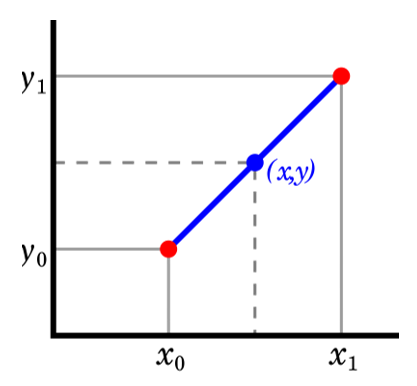 y₁
(x,y)
y₀
x₀
x₁